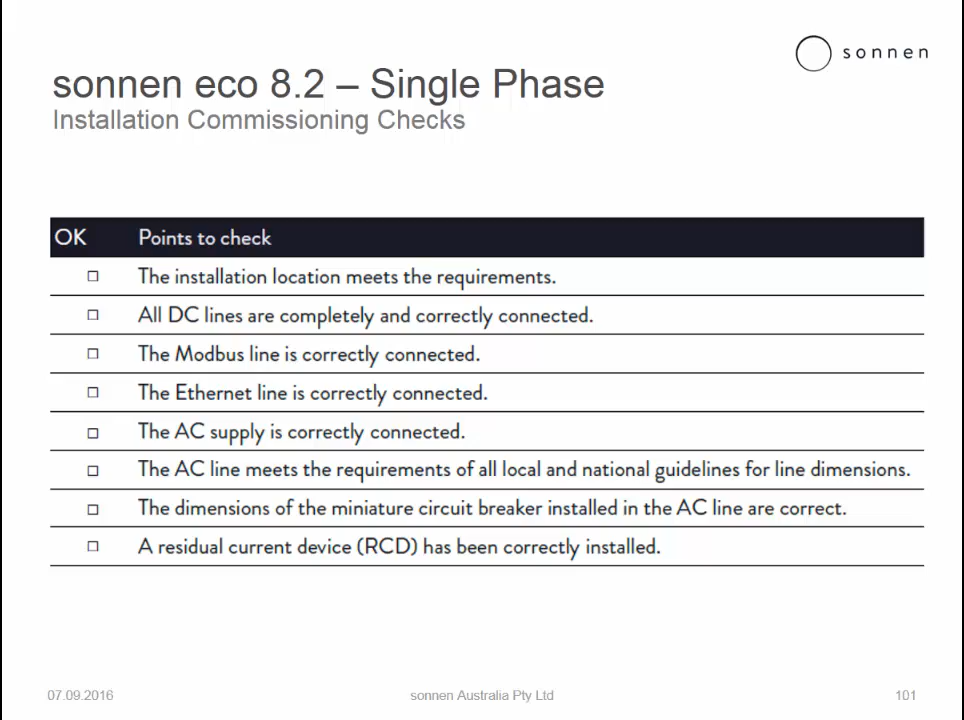 sonnen
sonnen eco 8.2 – Single Phase
Installation Commissioning Checks
OK Points to check
☐ The installation location meets the requirements.
☐ All DC lines are completely and correctly connected.
☐ The Modbus line is correctly connected.
☐ The Ethernet line is correctly connected.
☐ The AC supply is correctly connected.
☐ The AC line meets the requirements of all local and national guidelines for line dimensions.
☐ The dimensions of the miniature circuit breaker installed in the AC line are correct.
☐ A residual current device (RCD) has been correctly installed.
07.09.2016 sonnen Australia Pty Ltd 101